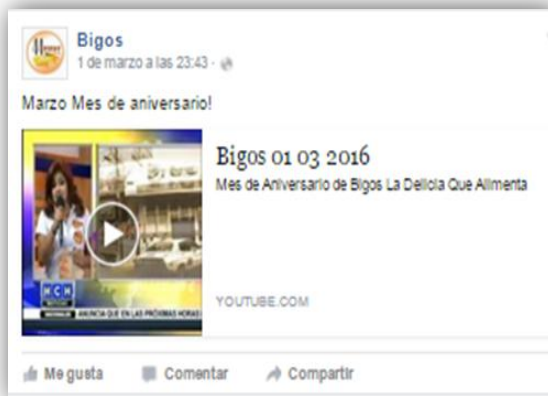 Bigos
1 de marzo a las 23:43 ·
Marzo Mes de aniversario!
Bigos 01 03 2016
Mes de Aniversario de Bigos La Delicia Que Alimenta
HCH
ANUNCIA QUE EN LAS PRÓXIMAS HORAS
YOUTUBE.COM
Me gusta Comentar Compartir